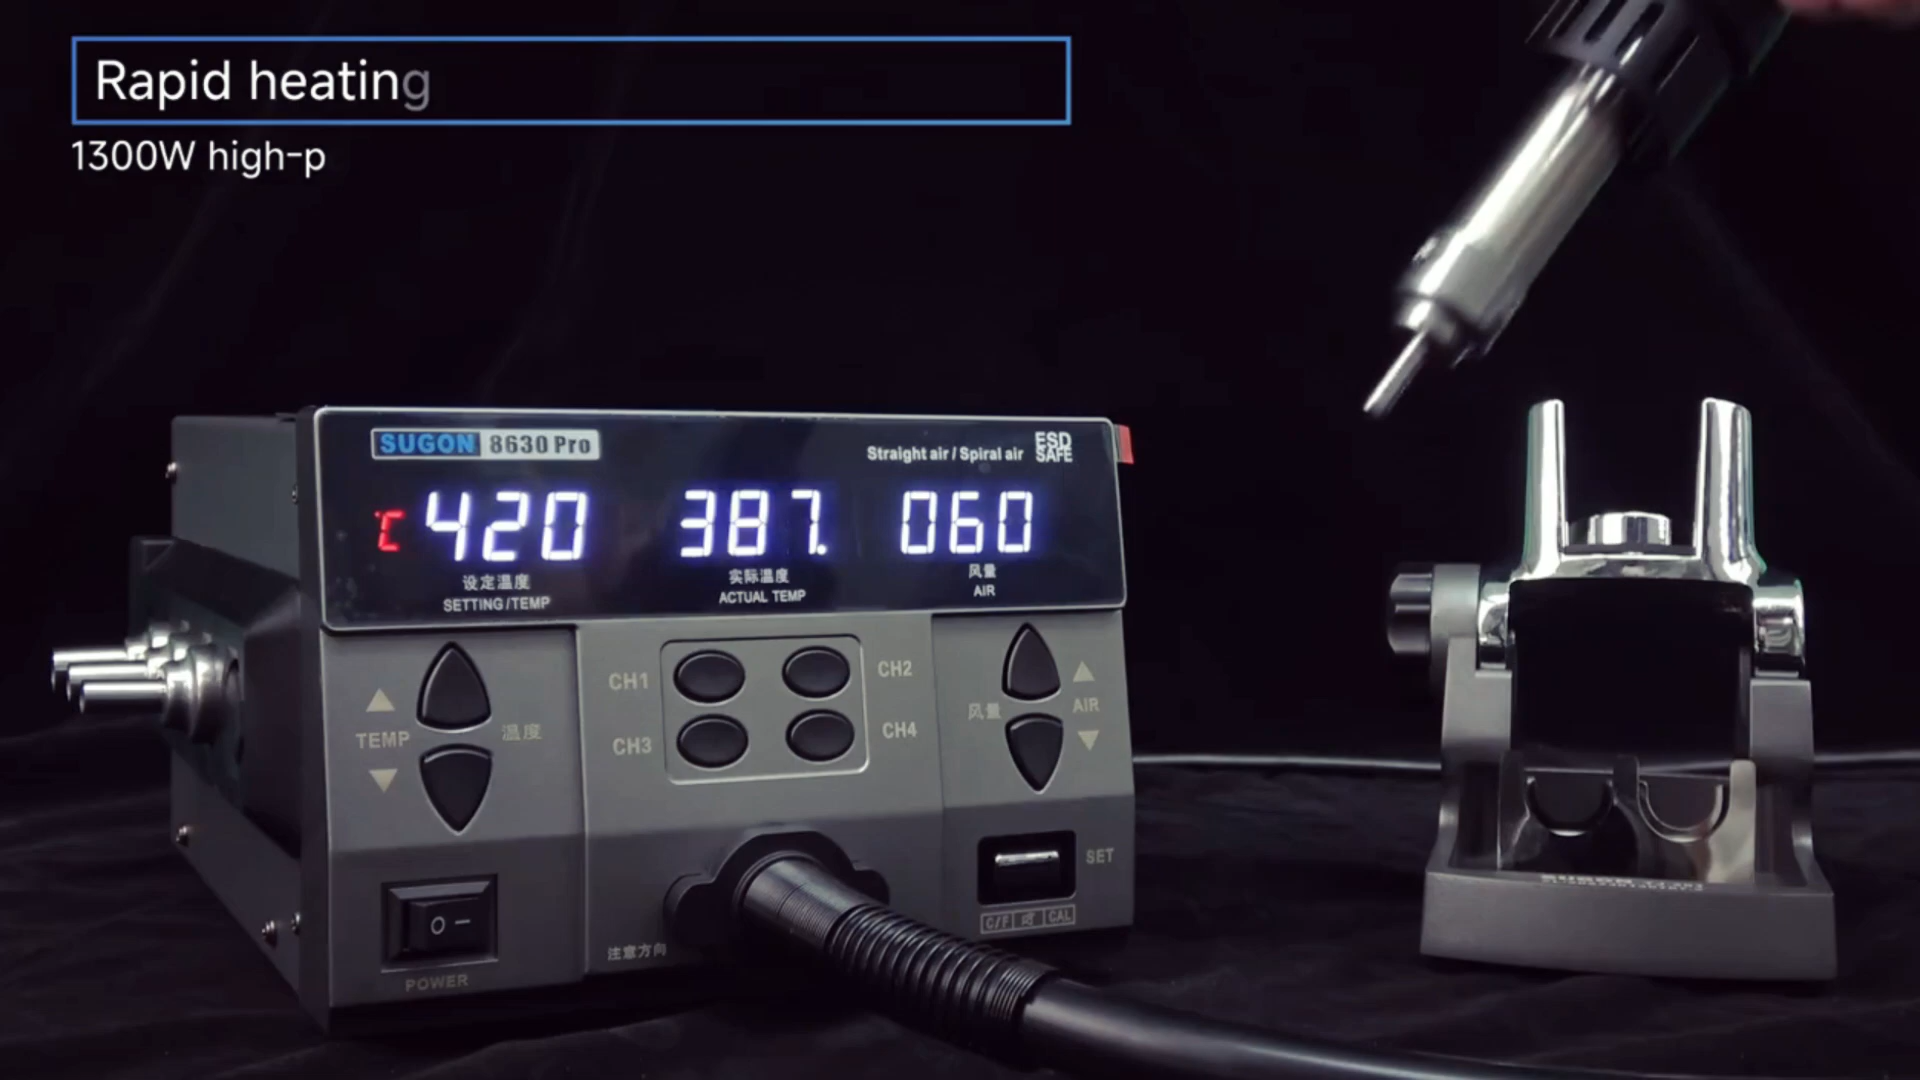 Rapid heating
1300W high-p
SUGON 8630 Pro
Straight air / Spiral air
ESD
SAFE
℃ 420
387.
060
设定温度
SETTING/TEMP
实际温度
ACTUAL TEMP
风量
AIR
TEMP
温度
CH1
CH2
CH3
CH4
风量
AIR
SET
C/F
CAL
POWER
注意方向